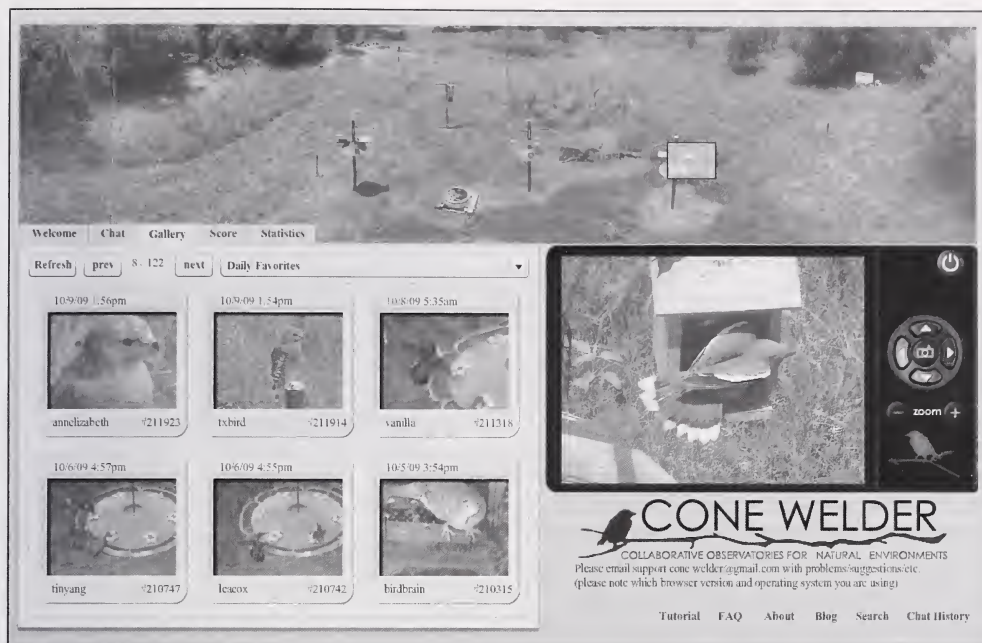 Welcome Chat Gallery Score Statistics
Refresh prev 8 - 122 next Daily Favorites
10/9/09 1:56pm 10/9/09 1:54pm 10/8/09 5:35am
annelizabeth #211923 txbird #211914 vanilla #211318
10/6/09 4:57pm 10/6/09 4:55pm 10/5/09 3:54pm
tinyang #210747 leacox #210742 birdbrain #210315
- zoom +
CONE WELDER
COLLABORATIVE OBSERVATORIES FOR NATURAL ENVIRONMENTS
Please email support cone welder@gmail.com with problems/suggestions/etc.
(please note which browser version and operating system you are using)
Tutorial FAQ About Blog Search Chat History